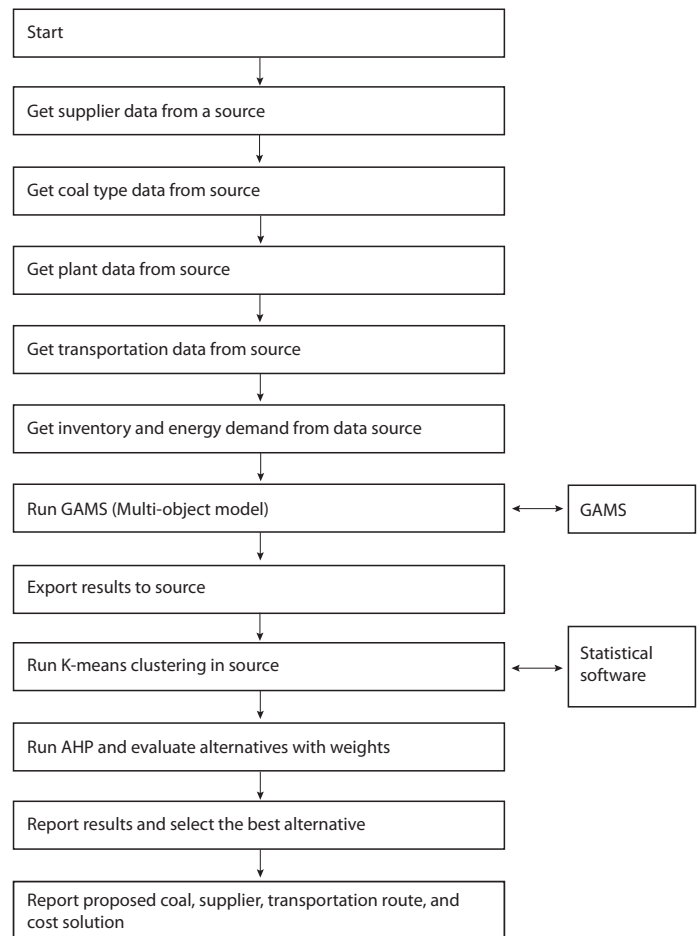 Start
Get supplier data from a source
Get coal type data from source
Get plant data from source
Get transportation data from source
Get inventory and energy demand from data source
Run GAMS (Multi-object model)
GAMS
Export results to source
Run K-means clustering in source
Statistical
software
Run AHP and evaluate alternatives with weights
Report results and select the best alternative
Report proposed coal, supplier, transportation route, and
cost solution